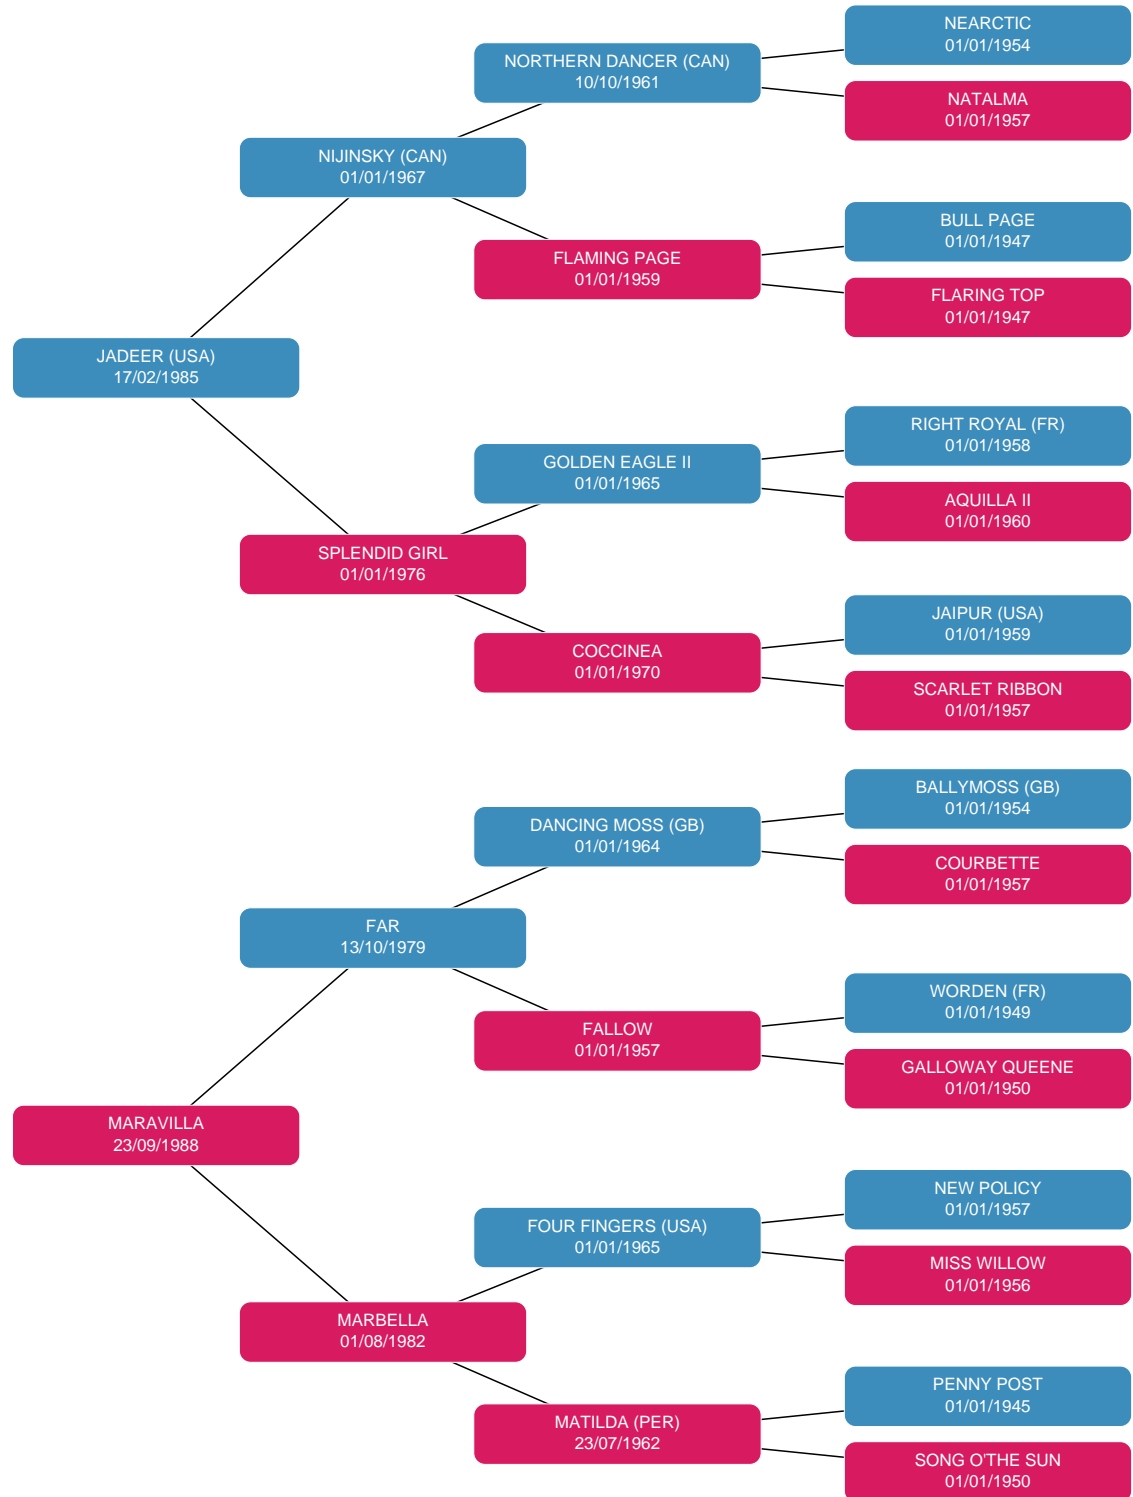 NEARCTIC
01/01/1954
NORTHERN DANCER (CAN)
10/10/1961
NATALMA
01/01/1957
NIJINSKY (CAN)
01/01/1967
BULL PAGE
01/01/1947
FLAMING PAGE
01/01/1959
FLARING TOP
01/01/1947
JADEER (USA)
17/02/1985
RIGHT ROYAL (FR)
01/01/1958
GOLDEN EAGLE II
01/01/1965
AQUILLA II
01/01/1960
SPLENDID GIRL
01/01/1976
JAIPUR (USA)
01/01/1959
COCCINEA
01/01/1970
SCARLET RIBBON
01/01/1957
BALLYMOSS (GB)
01/01/1954
DANCING MOSS (GB)
01/01/1964
COURBETTE
01/01/1957
FAR
13/10/1979
WORDEN (FR)
01/01/1949
FALLOW
01/01/1957
GALLOWAY QUEENE
01/01/1950
MARAVILLA
23/09/1988
NEW POLICY
01/01/1957
FOUR FINGERS (USA)
01/01/1965
MISS WILLOW
01/01/1956
MARBELLA
01/08/1982
PENNY POST
01/01/1945
MATILDA (PER)
23/07/1962
SONG O'THE SUN
01/01/1950